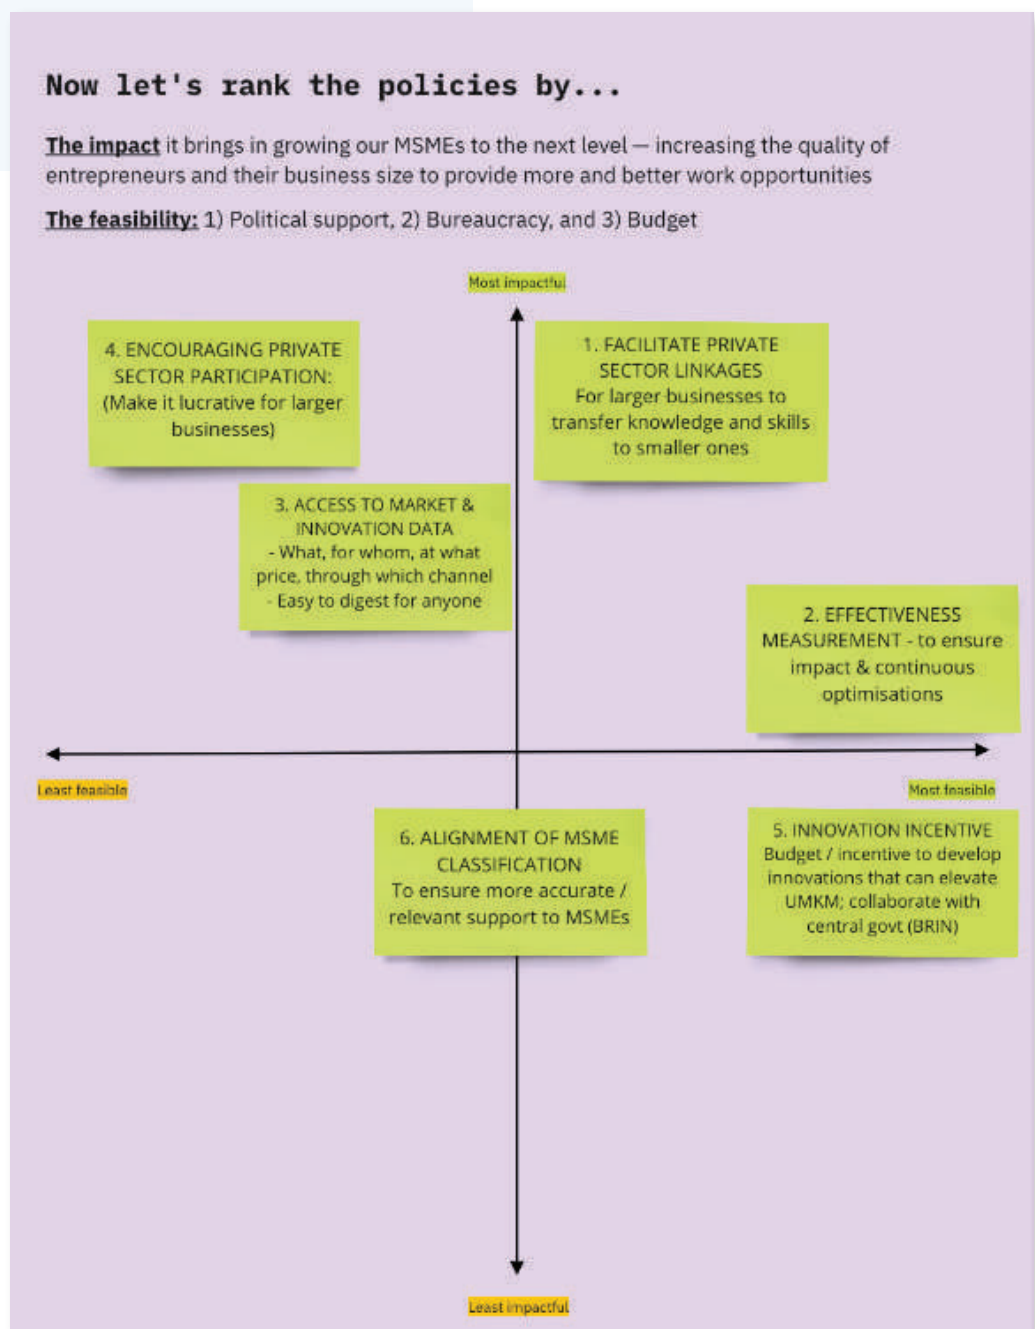 Now let's rank the policies by...
The impact it brings in growing our MSMEs to the next level — increasing the quality of
entrepreneurs and their business size to provide more and better work opportunities
The feasibility: 1) Political support, 2) Bureaucracy, and 3) Budget
Most impactful
4. ENCOURAGING PRIVATE
SECTOR PARTICIPATION:
(Make it lucrative for larger
businesses)
1. FACILITATE PRIVATE
SECTOR LINKAGES
For larger businesses to
transfer knowledge and skills
to smaller ones
3. ACCESS TO MARKET &
INNOVATION DATA
- What, for whom, at what
price, through which channel
- Easy to digest for anyone
2. EFFECTIVENESS
MEASUREMENT - to ensure
impact & continuous
optimisations
Least feasible
Most feasible
6. ALIGNMENT OF MSME
CLASSIFICATION
To ensure more accurate /
relevant support to MSMEs
5. INNOVATION INCENTIVE
Budget / incentive to develop
innovations that can elevate
UMKM; collaborate with
central govt (BRIN)
Least impactful